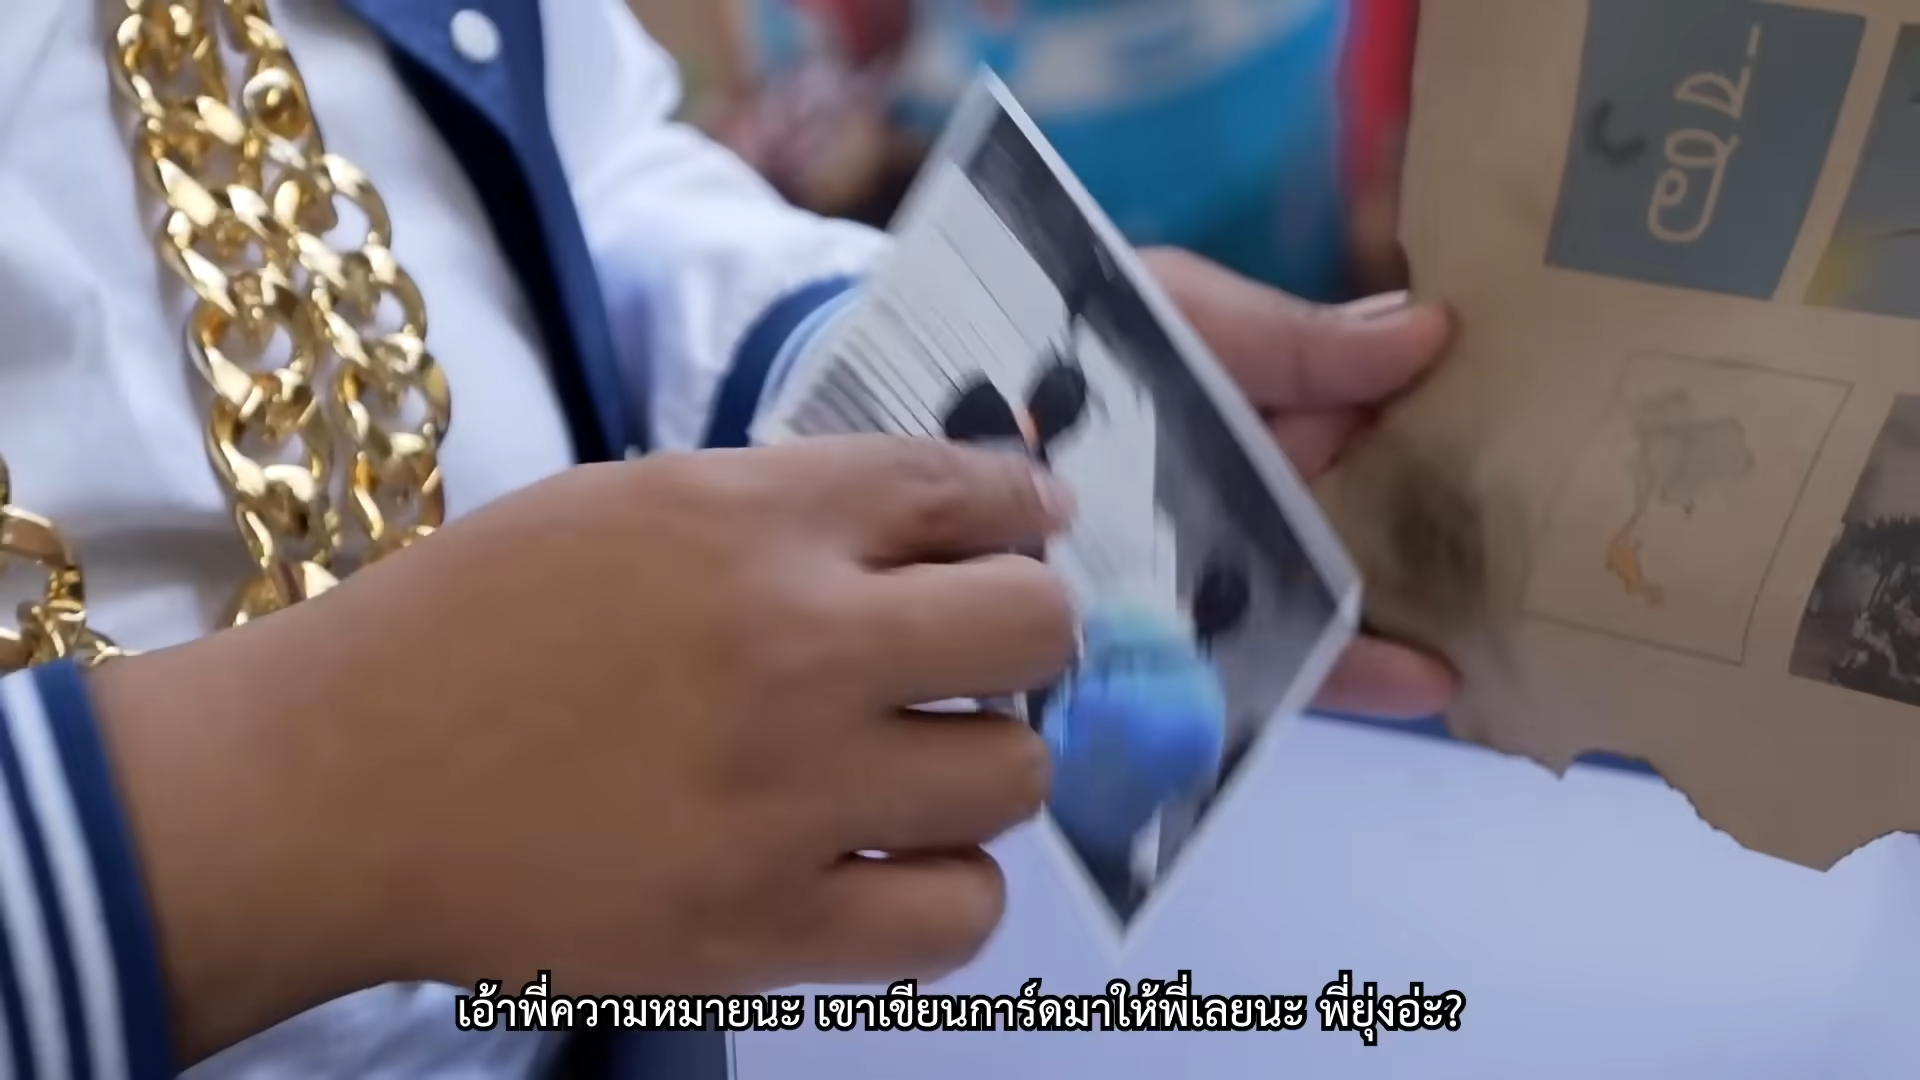 เอ้าพี่ความหมายนะ เขาเขียนการ์ดมาให้พี่เลยนะ พี่ยุ่งอ่ะ?